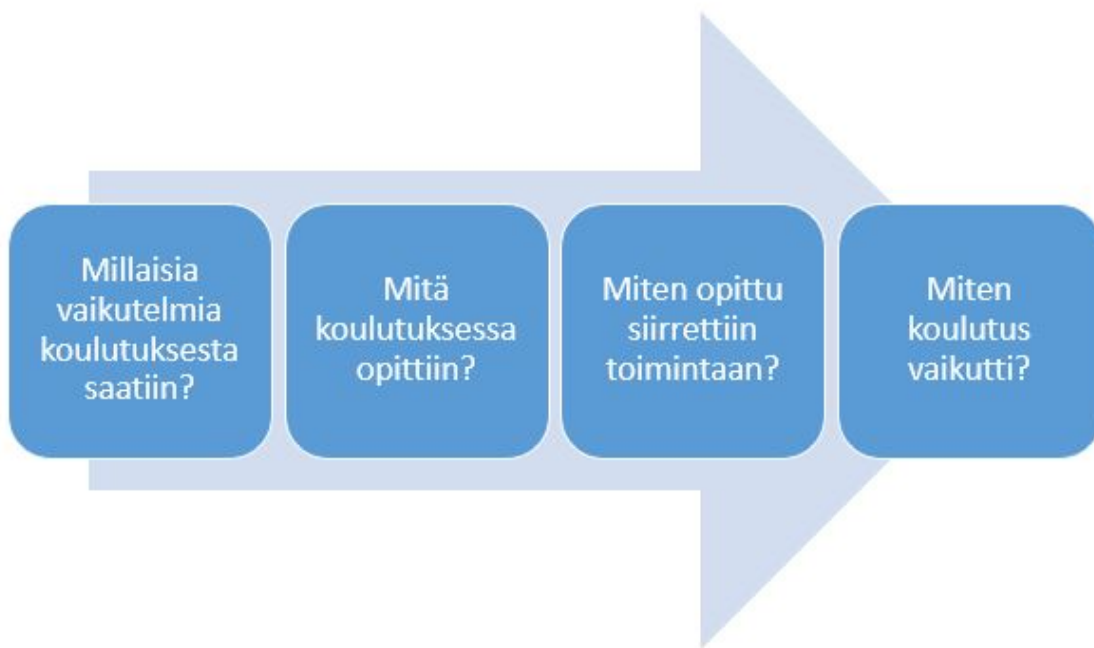 Millaisia
vaikutelmia
koulutuksesta
saatiin?
Mitä
koulutuksessa
opittiin?
Miten opittu
siirrettiin
toimintaan?
Miten
koulutus
vaikutti?